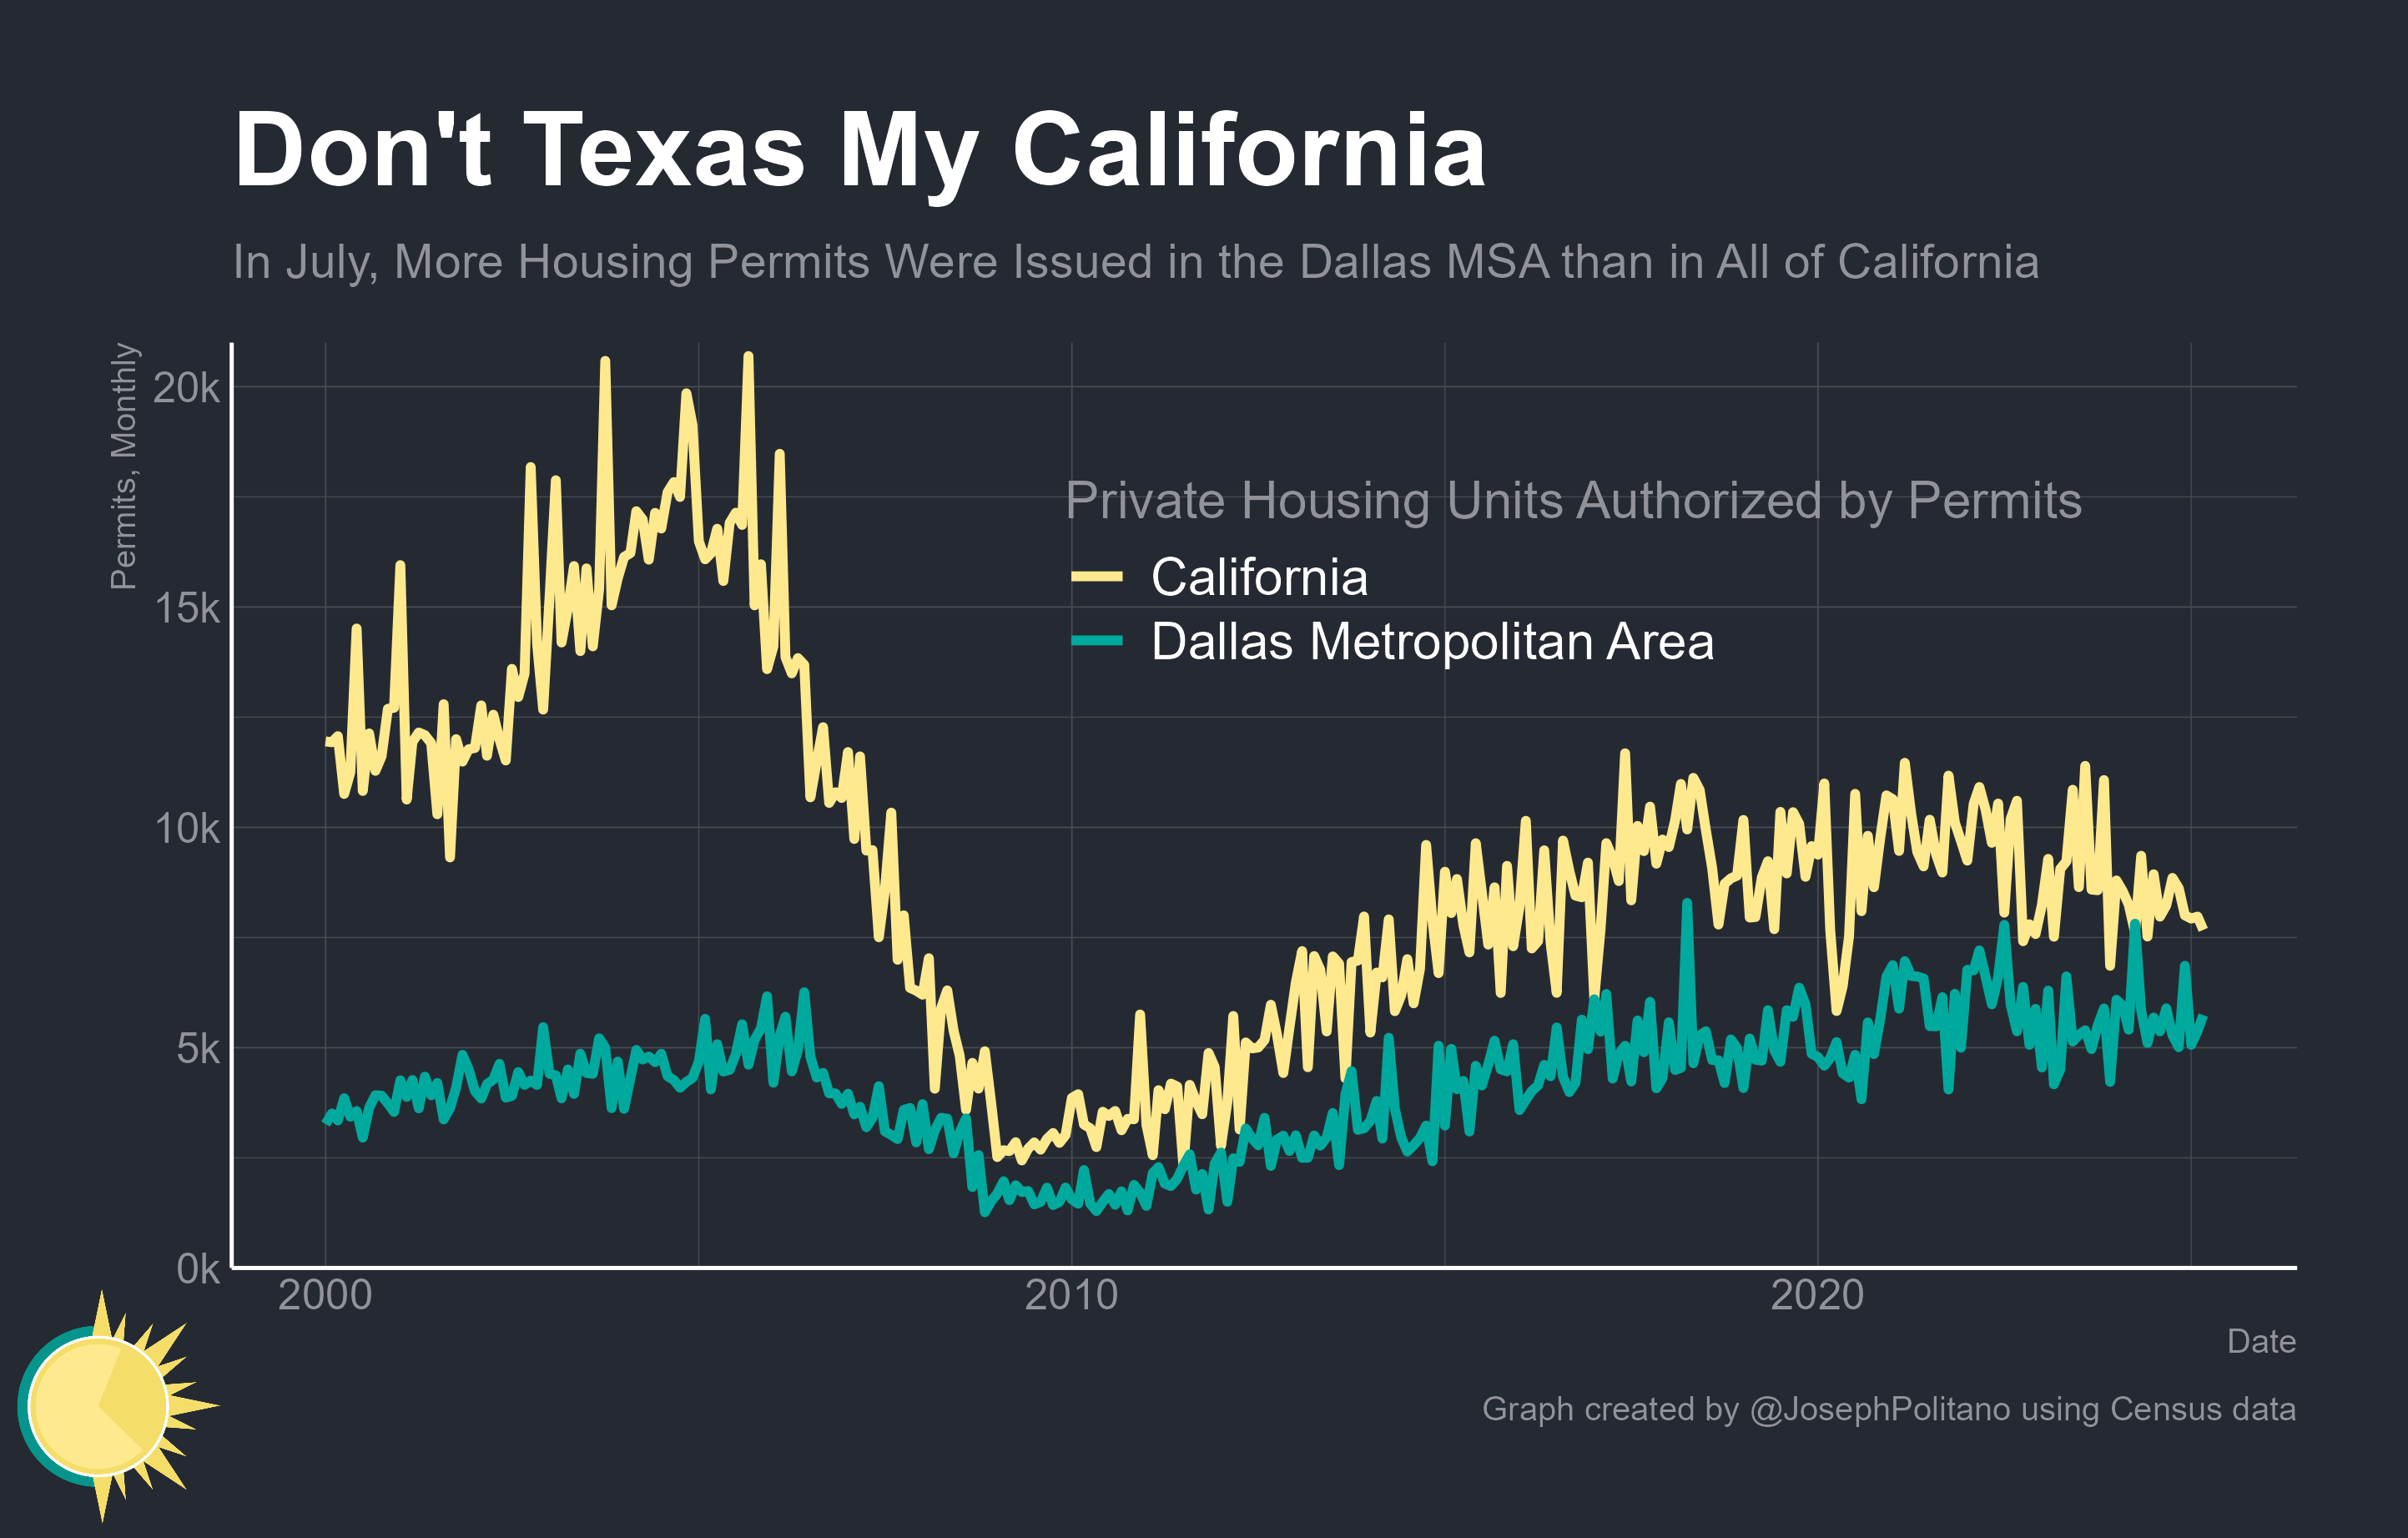 Don't Texas My California
In July, More Housing Permits Were Issued in the Dallas MSA than in All of California
Permits, Monthly
20k
15k
10k
5k
0k
Private Housing Units Authorized by Permits
California
Dallas Metropolitan Area
2000
2010
2020
Date
Graph created by @JosephPolitano using Census data